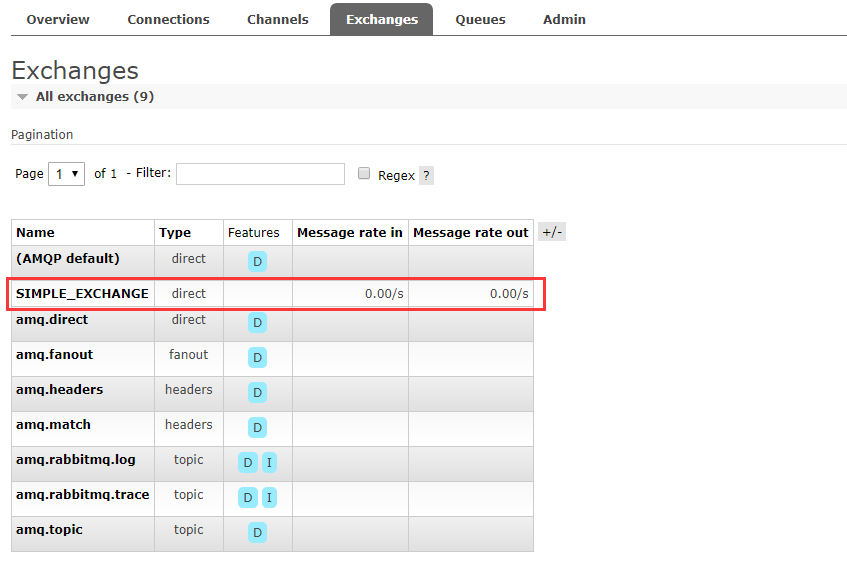 Overview Connections Channels Exchanges Queues Admin
Exchanges
All exchanges (9)
Pagination
Page 1 of 1 - Filter: Regex ?
Name Type Features Message rate in Message rate out +/-
(AMQP default) direct D
SIMPLE_EXCHANGE direct 0.00/s 0.00/s
amq.direct direct D
amq.fanout fanout D
amq.headers headers D
amq.match headers D
amq.rabbitmq.log topic D I
amq.rabbitmq.trace topic D I
amq.topic topic D